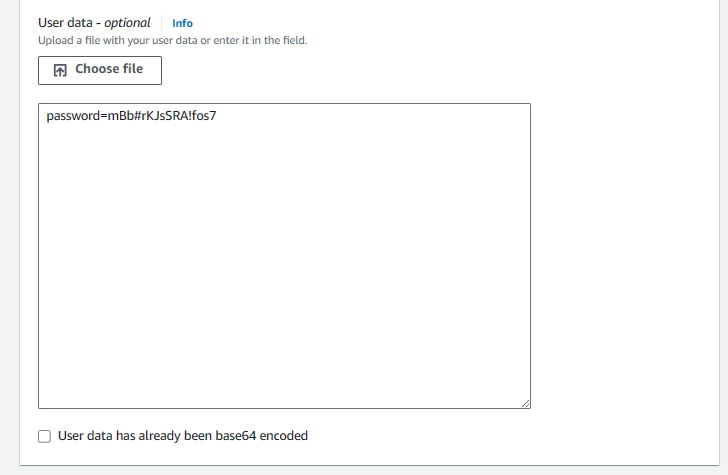 User data - optional Info
Upload a file with your user data or enter it in the field.
Choose file
password=mBb#rKJsSRA!fos7
User data has already been base64 encoded